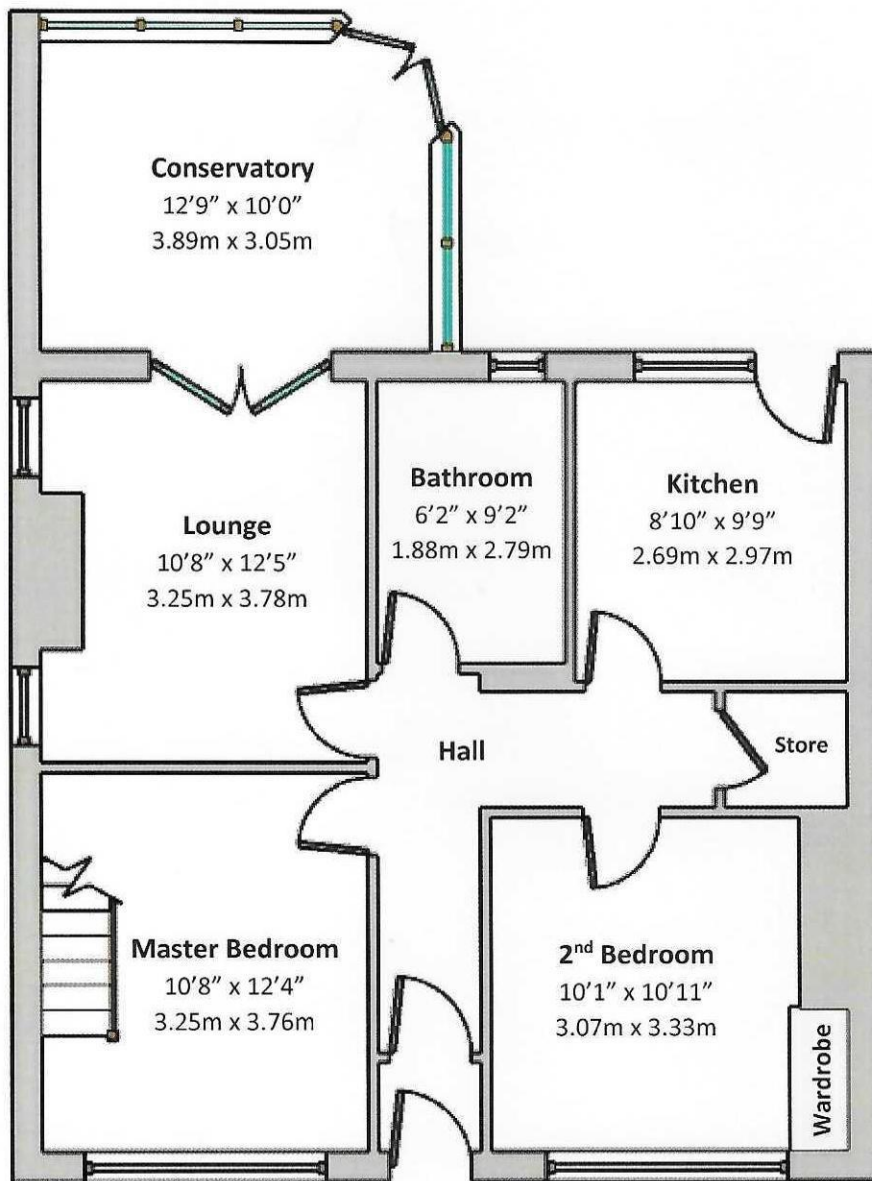 Conservatory
12’9” x 10’0”
3.89m x 3.05m
Lounge
10’8” x 12’5”
3.25m x 3.78m
Bathroom
6’2” x 9’2”
1.88m x 2.79m
Kitchen
8’10” x 9’9”
2.69m x 2.97m
Hall
Store
Master Bedroom
10’8” x 12’4”
3.25m x 3.76m
2nd Bedroom
10’1” x 10’11”
3.07m x 3.33m
Wardrobe